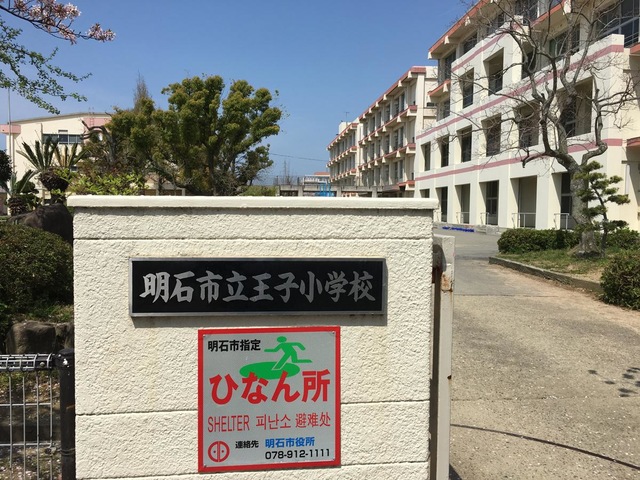 明石市立王子小学校
明石市指定
ひなん所
SHELTER 피난소 避难处
連絡先 明石市役所
078-912-1111